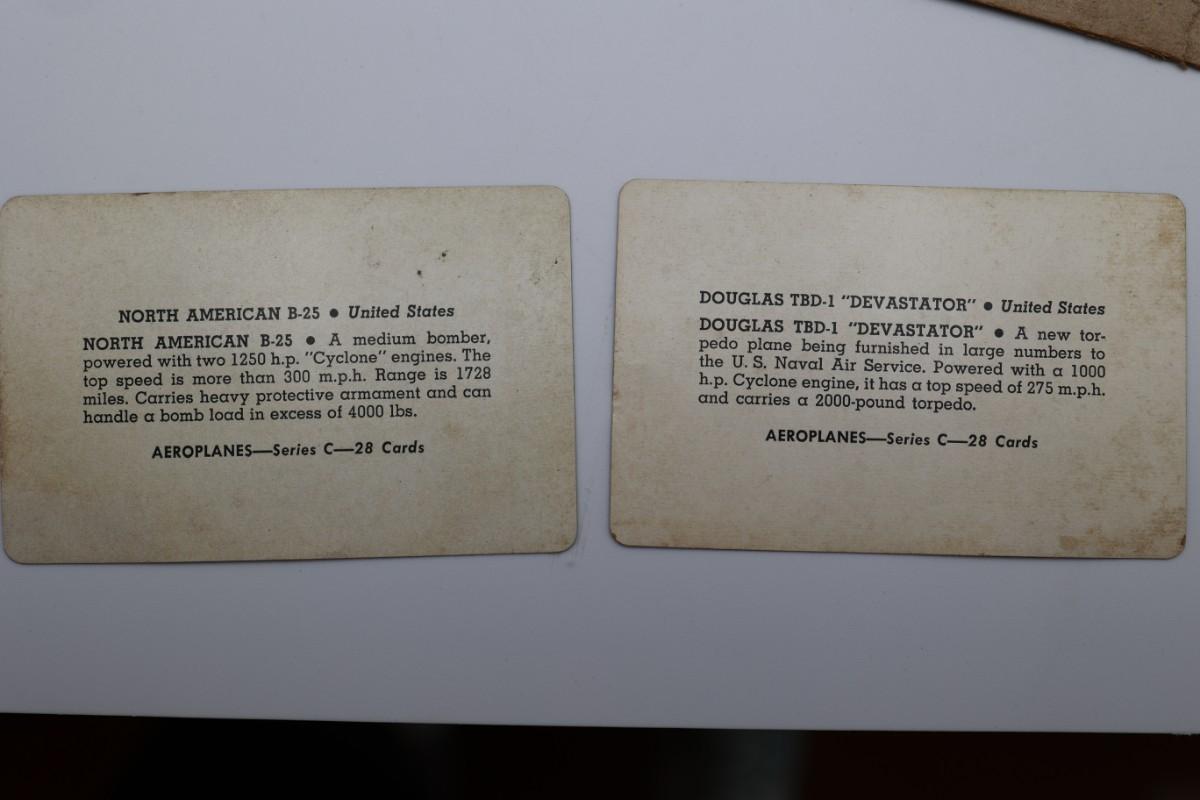 NORTH AMERICAN B-25 ● United States
NORTH AMERICAN B-25 ● A medium bomber,
powered with two 1250 h.p. "Cyclone" engines. The
top speed is more than 300 m.p.h. Range is 1728
miles. Carries heavy protective armament and can
handle a bomb load in excess of 4000 lbs.
AEROPLANES—Series C—28 Cards
DOUGLAS TBD-1 "DEVASTATOR" ● United States
DOUGLAS TBD-1 "DEVASTATOR" ● A new tor-
pedo plane being furnished in large numbers to
the U. S. Naval Air Service. Powered with a 1000
h.p. Cyclone engine, it has a top speed of 275 m.p.h.
and carries a 2000-pound torpedo.
AEROPLANES—Series C—28 Cards